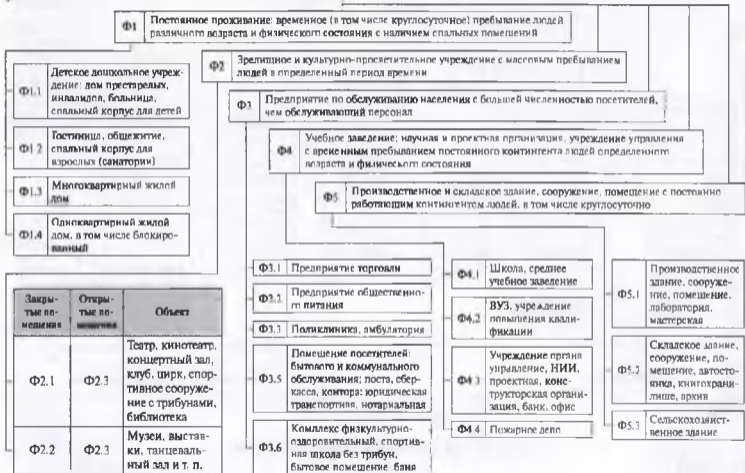 Ф1
Постоянное проживание: временное (в том числе круглосуточное) пребывание людей
различного возраста и физического состояния с наличием спальных помещений
Ф2
Зрелищное и культурно-просветительное учреждение с массовым пребыванием
людей в определенный период времени
Ф3
Предприятие по обслуживанию населения с большей численностью посетителей,
чем обслуживающий персонал
Ф4
Учебное заведение; научная и проектная организация, учреждение управления
с временным пребыванием постоянного контингента людей определенного
возраста и физического состояния
Ф5
Производственное и складское здание, сооружение, помещение с постоянно
работающим контингентом людей, в том числе круглосуточно
Ф1.1
Детское дошкольное учреж-
дение; дом престарелых,
инвалидов, больница,
спальный корпус для детей
Ф1.2
Гостиница, общежитие,
спальный корпус для
взрослых (санатории)
Ф1.3
Многоквартирный жилой
дом
Ф1.4
Одноквартирный жилой
дом, в том числе блокиро-
ванный
Закры-
тые по-
мещения
Откры-
тые по-
мещения
Объект
Ф2.1
Ф2.3
Театр, кинотеатр,
концертный зал,
клуб, цирк, спор-
тивное сооруже-
ние с трибунами,
библиотека
Ф2.2
Ф2.3
Музеи, выстав-
ки, танцеваль-
ный зал и т. п.
Ф3.1
Предприятие торговли
Ф3.2
Предприятие общественно-
го питания
Ф3.3
Поликлиника, амбулатория
Ф3.5
Помещение посетителей:
бытового и коммунального
обслуживания; поста, сбер-
касса, контора: юридическая
транспортная, нотариальная
Ф3.6
Комплекс физкультурно-
оздоровительный, спортив-
ная школа без трибун,
бытовое помещение баня
Ф4.1
Школа, среднее
учебное заведение
Ф4.2
ВУЗ, учреждение
повышения квали-
фикации
Ф4.3
Учреждение органа
управление, НИИ,
проектная, конс-
трукторская органи-
зация, банк. офис
Ф4.4
Пожарное депо
Ф5.1
Производственное
здание, сооруже-
ние, помещение,
лаборатория,
мастерская
Ф5.2
Складское здание,
сооружение, по-
мещение, автосто-
янка, книгохрани-
лище, архив
Ф5.3
Сельскохозяйст-
венное здание